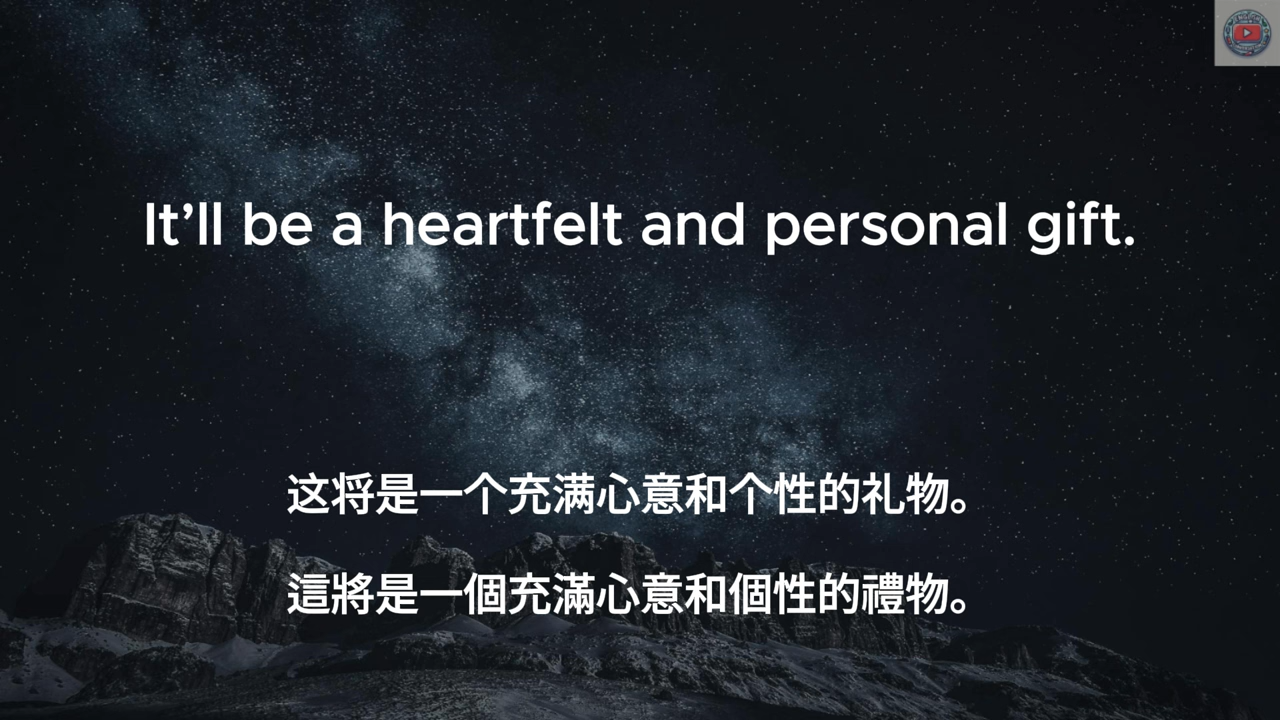 It’ll be a heartfelt and personal gift.
这将是一个充满心意和个性的礼物。
這將是一個充滿心意和個性的禮物。